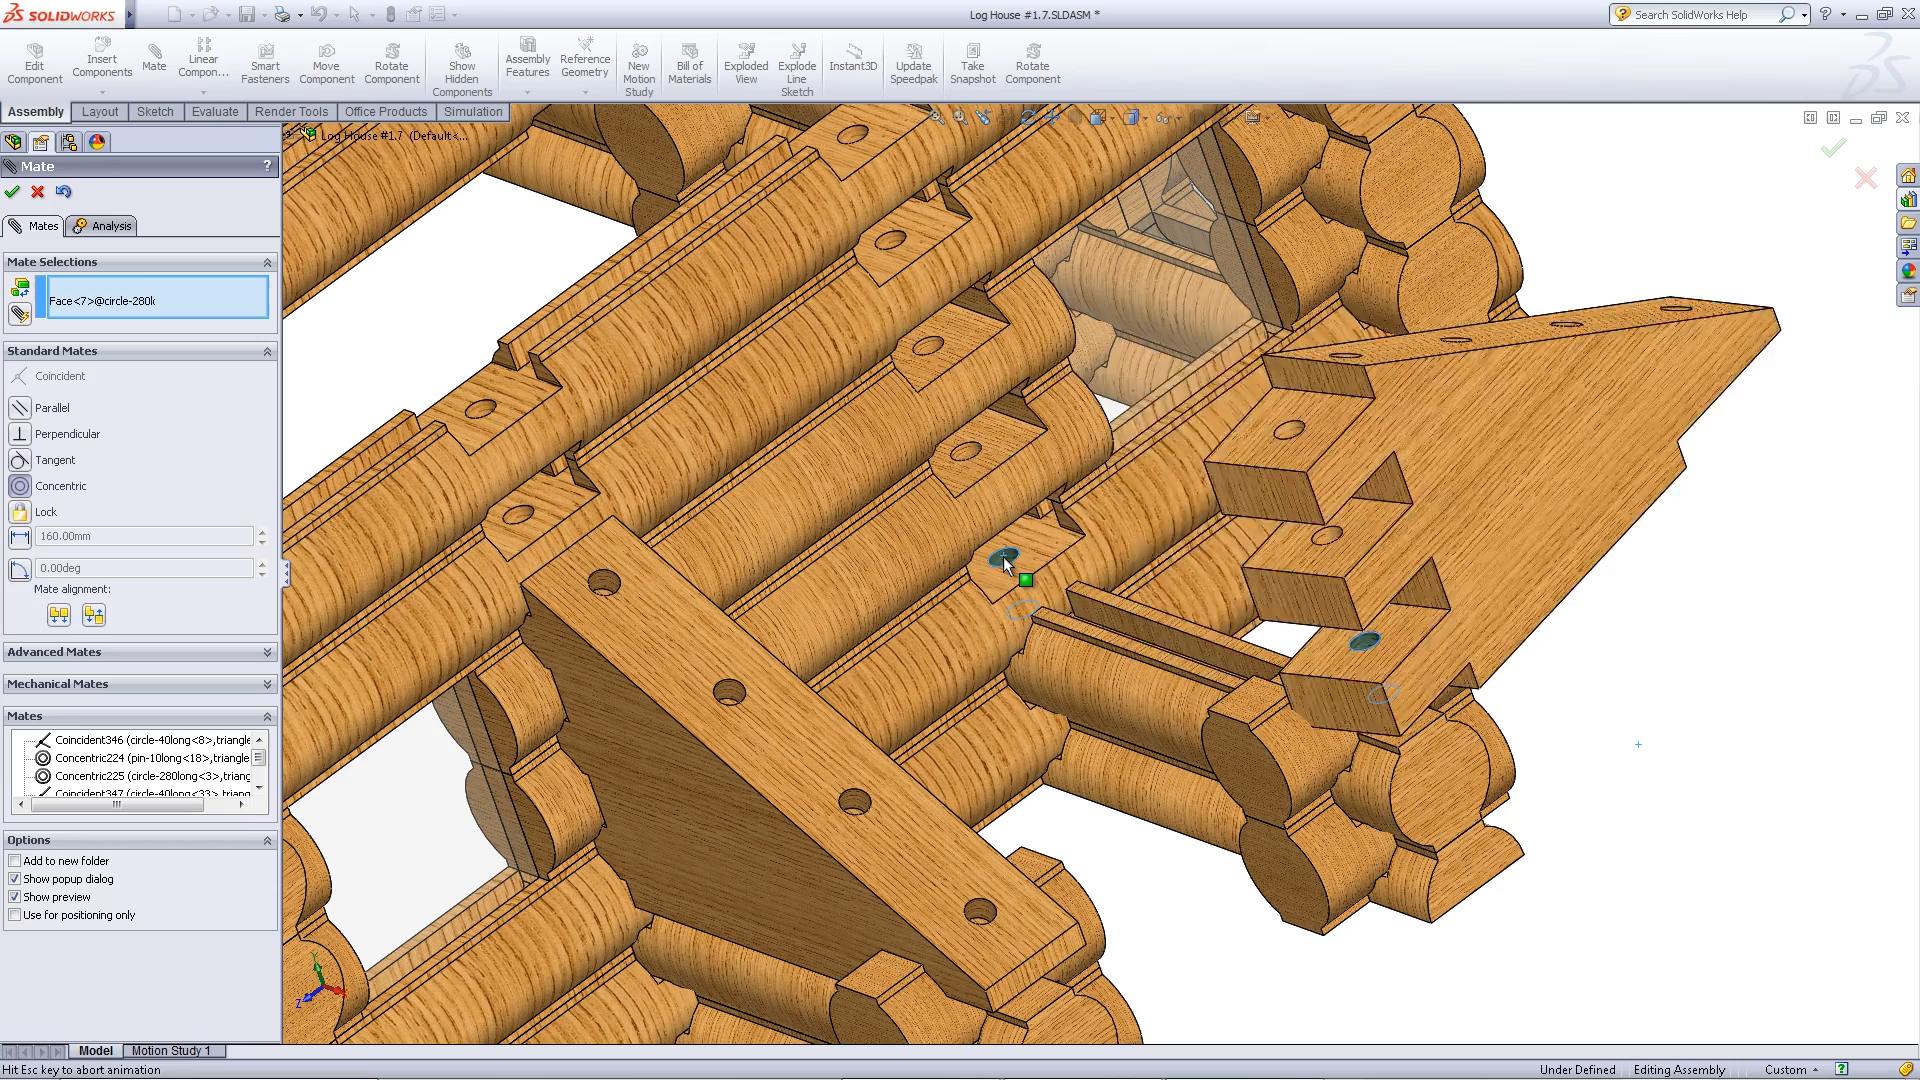 SOLIDWORKS
Log House #1.7.SLDASM *
Search SolidWorks Help
Edit Component
Insert Components
Mate
Linear Compon...
Smart Fasteners
Move Component
Rotate Component
Show Hidden Components
Assembly Features
Reference Geometry
New Motion Study
Bill of Materials
Exploded View
Explode Line Sketch
Instant3D
Update Speedpak
Take Snapshot
Rotate Component
Assembly
Layout
Sketch
Evaluate
Render Tools
Office Products
Simulation
Log House #1.7 (Default<...
Mate
?
Mates
Analysis
Mate Selections
Face<7>@circle-280k
Standard Mates
Coincident
Parallel
Perpendicular
Tangent
Concentric
Lock
160.00mm
0.00deg
Mate alignment:
Advanced Mates
Mechanical Mates
Mates
Coincident346 (circle-40long<8>,triangle
Concentric224 (pin-10long<18>,triangle
Concentric225 (circle-280long<3>,triang
Coincident347 (circle-40long<33>,triang
Options
Add to new folder
Show popup dialog
Show preview
Use for positioning only
Y
Z
Model
Motion Study 1
Hit Esc key to abort animation
Under Defined
Editing Assembly
Custom
?